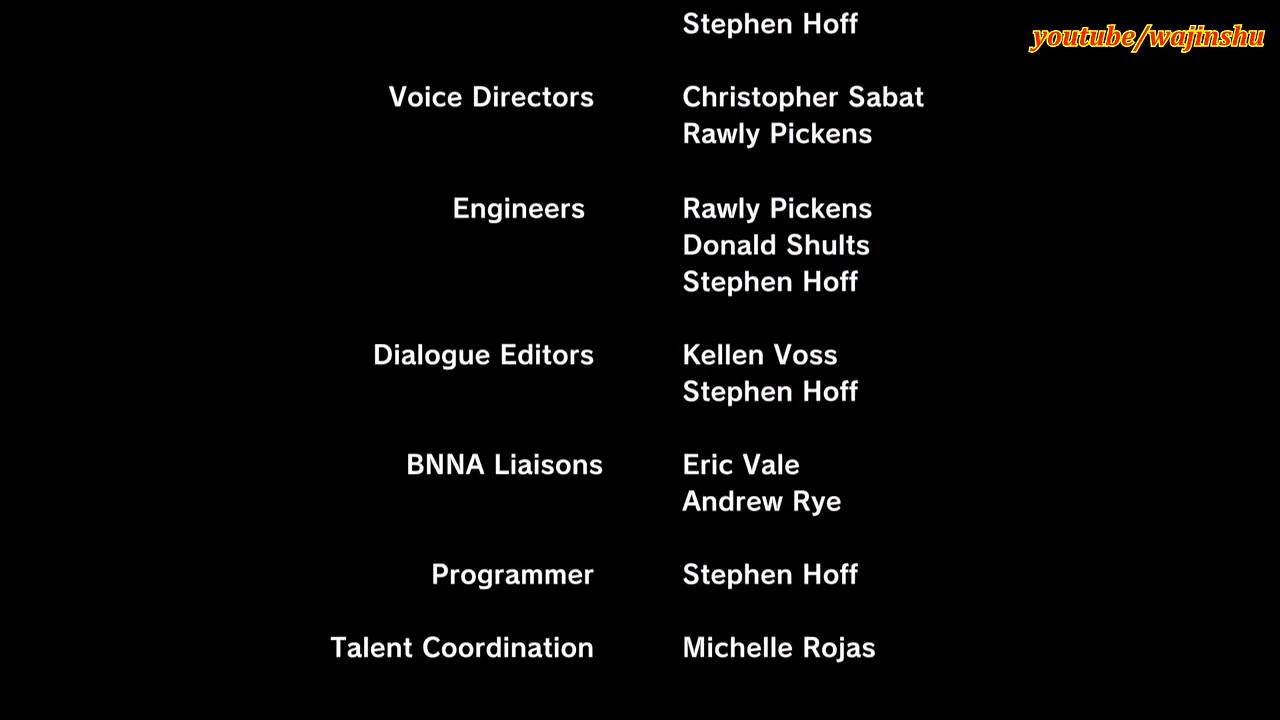 Stephen Hoff
youtube/wajinshu
Voice Directors Christopher Sabat
Rawly Pickens
Engineers Rawly Pickens
Donald Shults
Stephen Hoff
Dialogue Editors Kellen Voss
Stephen Hoff
BNNA Liaisons Eric Vale
Andrew Rye
Programmer Stephen Hoff
Talent Coordination Michelle Rojas